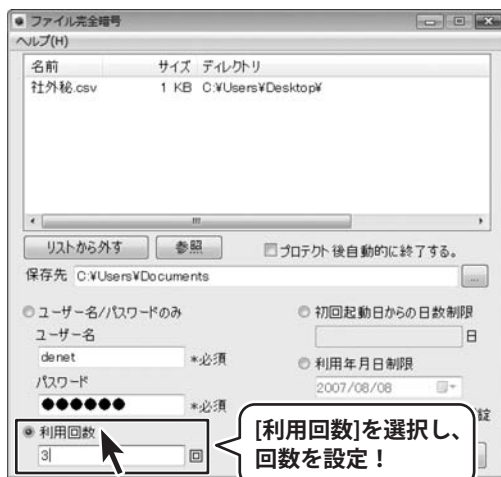 ファイル完全暗号
ヘルプ(H)
名前 サイズ ディレクトリ
社外秘.csv 1 KB C:¥Users¥Desktop¥
リストから外す 参照 プロテクト後自動的に終了する。
保存先 C:¥Users¥Documents ...
ユーザー名/パスワードのみ
ユーザー名
denet *必須
パスワード
●●●●●● *必須
利用回数
3 回
初回起動日からの日数制限
日
利用年月日制限
2007/08/08
錠
[利用回数]を選択し、
回数を設定！